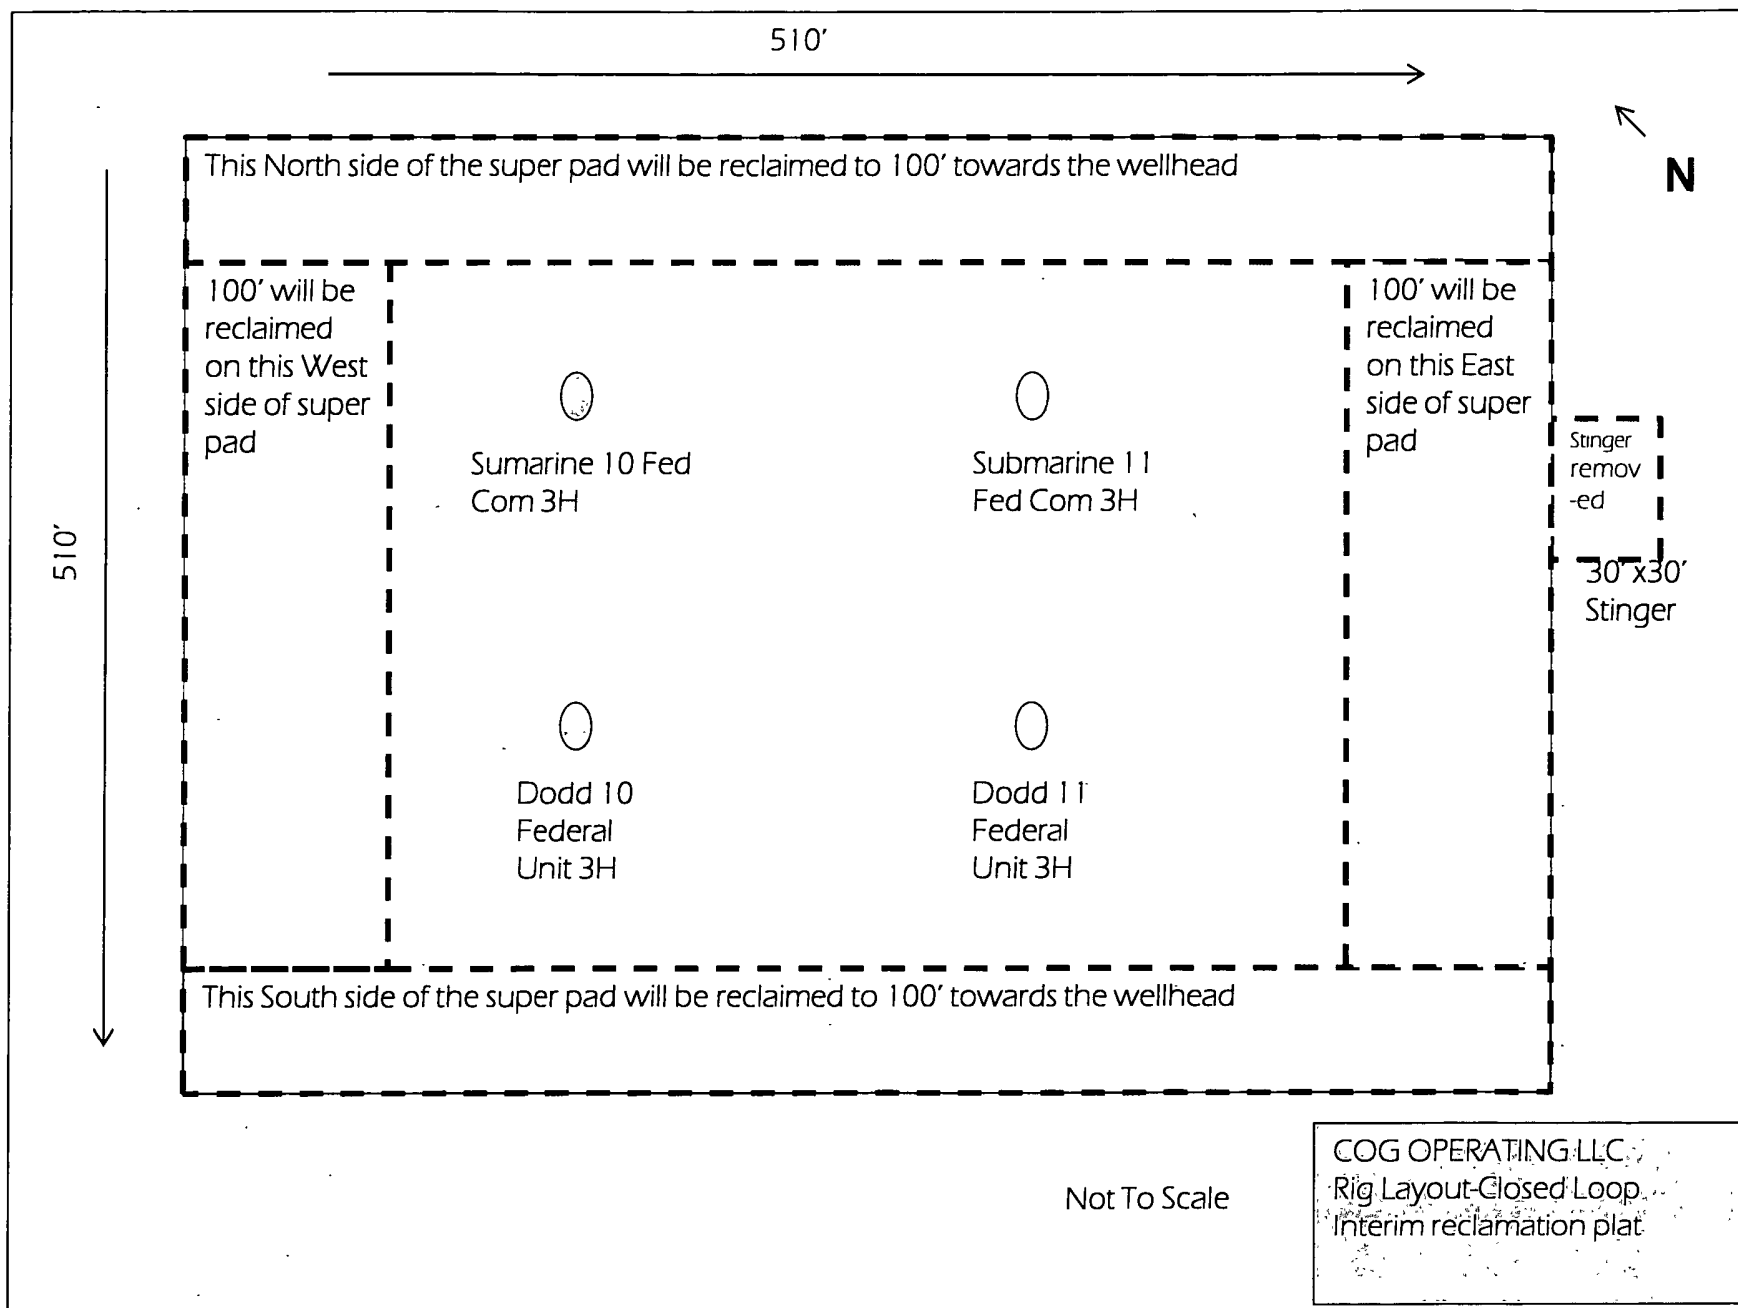 510'
N
This North side of the super pad will be reclaimed to 100' towards the wellhead
100' will be
reclaimed
on this West
side of super
pad
100' will be
reclaimed
on this East
side of super
pad
510'
Sumarine 10 Fed
Com 3H
Submarine 11
Fed Com 3H
Stinger
remov
-ed
30'x30'
Stinger
Dodd 10
Federal
Unit 3H
Dodd 11
Federal
Unit 3H
This South side of the super pad will be reclaimed to 100' towards the wellhead
Not To Scale
COG OPERATING LLC
Rig Layout-Closed Loop
Interim reclamation plat